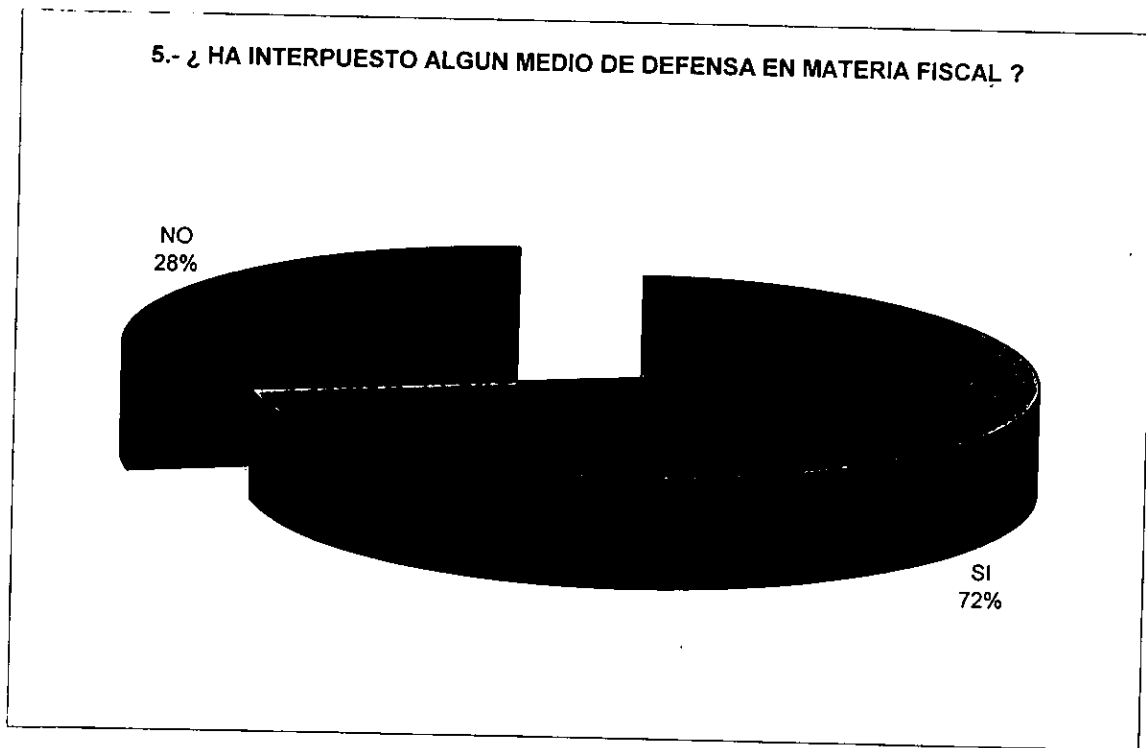 5.- ¿ HA INTERPUESTO ALGUN MEDIO DE DEFENSA EN MATERIA FISCAL ?
NO
28%
SI
72%